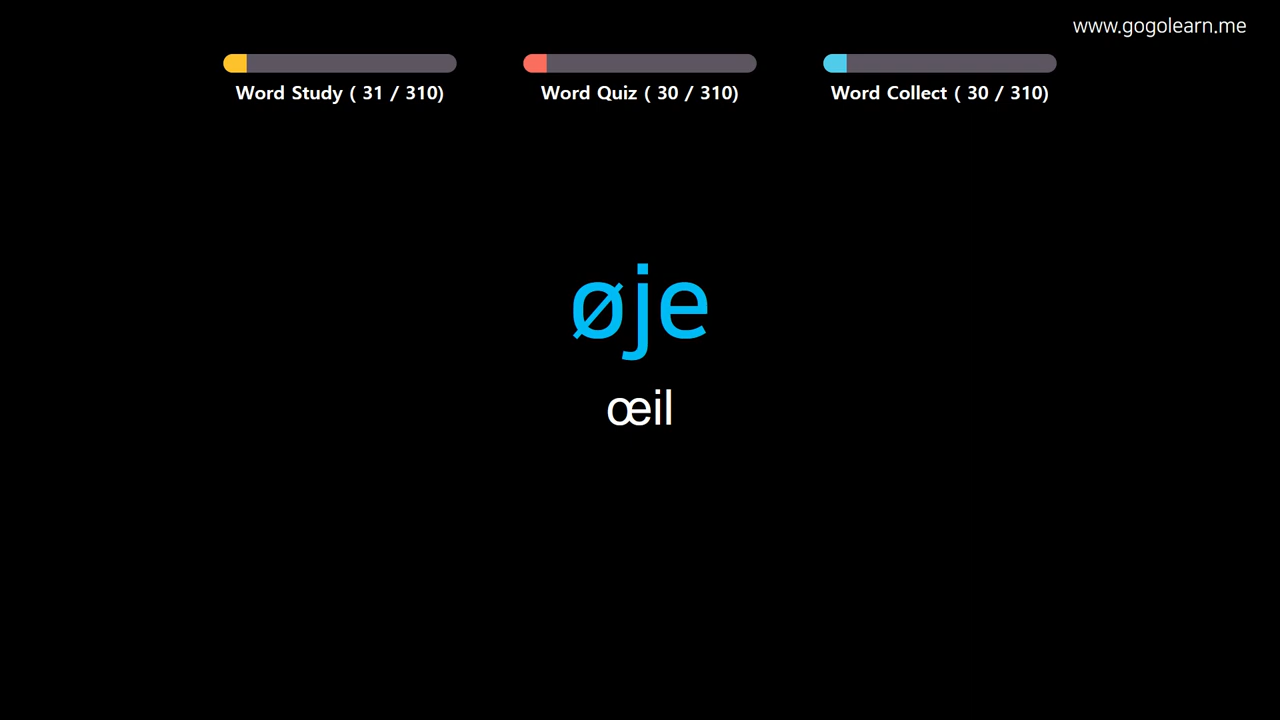 www.gogolearn.me
Word Study ( 31 / 310)
Word Quiz ( 30 / 310)
Word Collect ( 30 / 310)
øje
œil